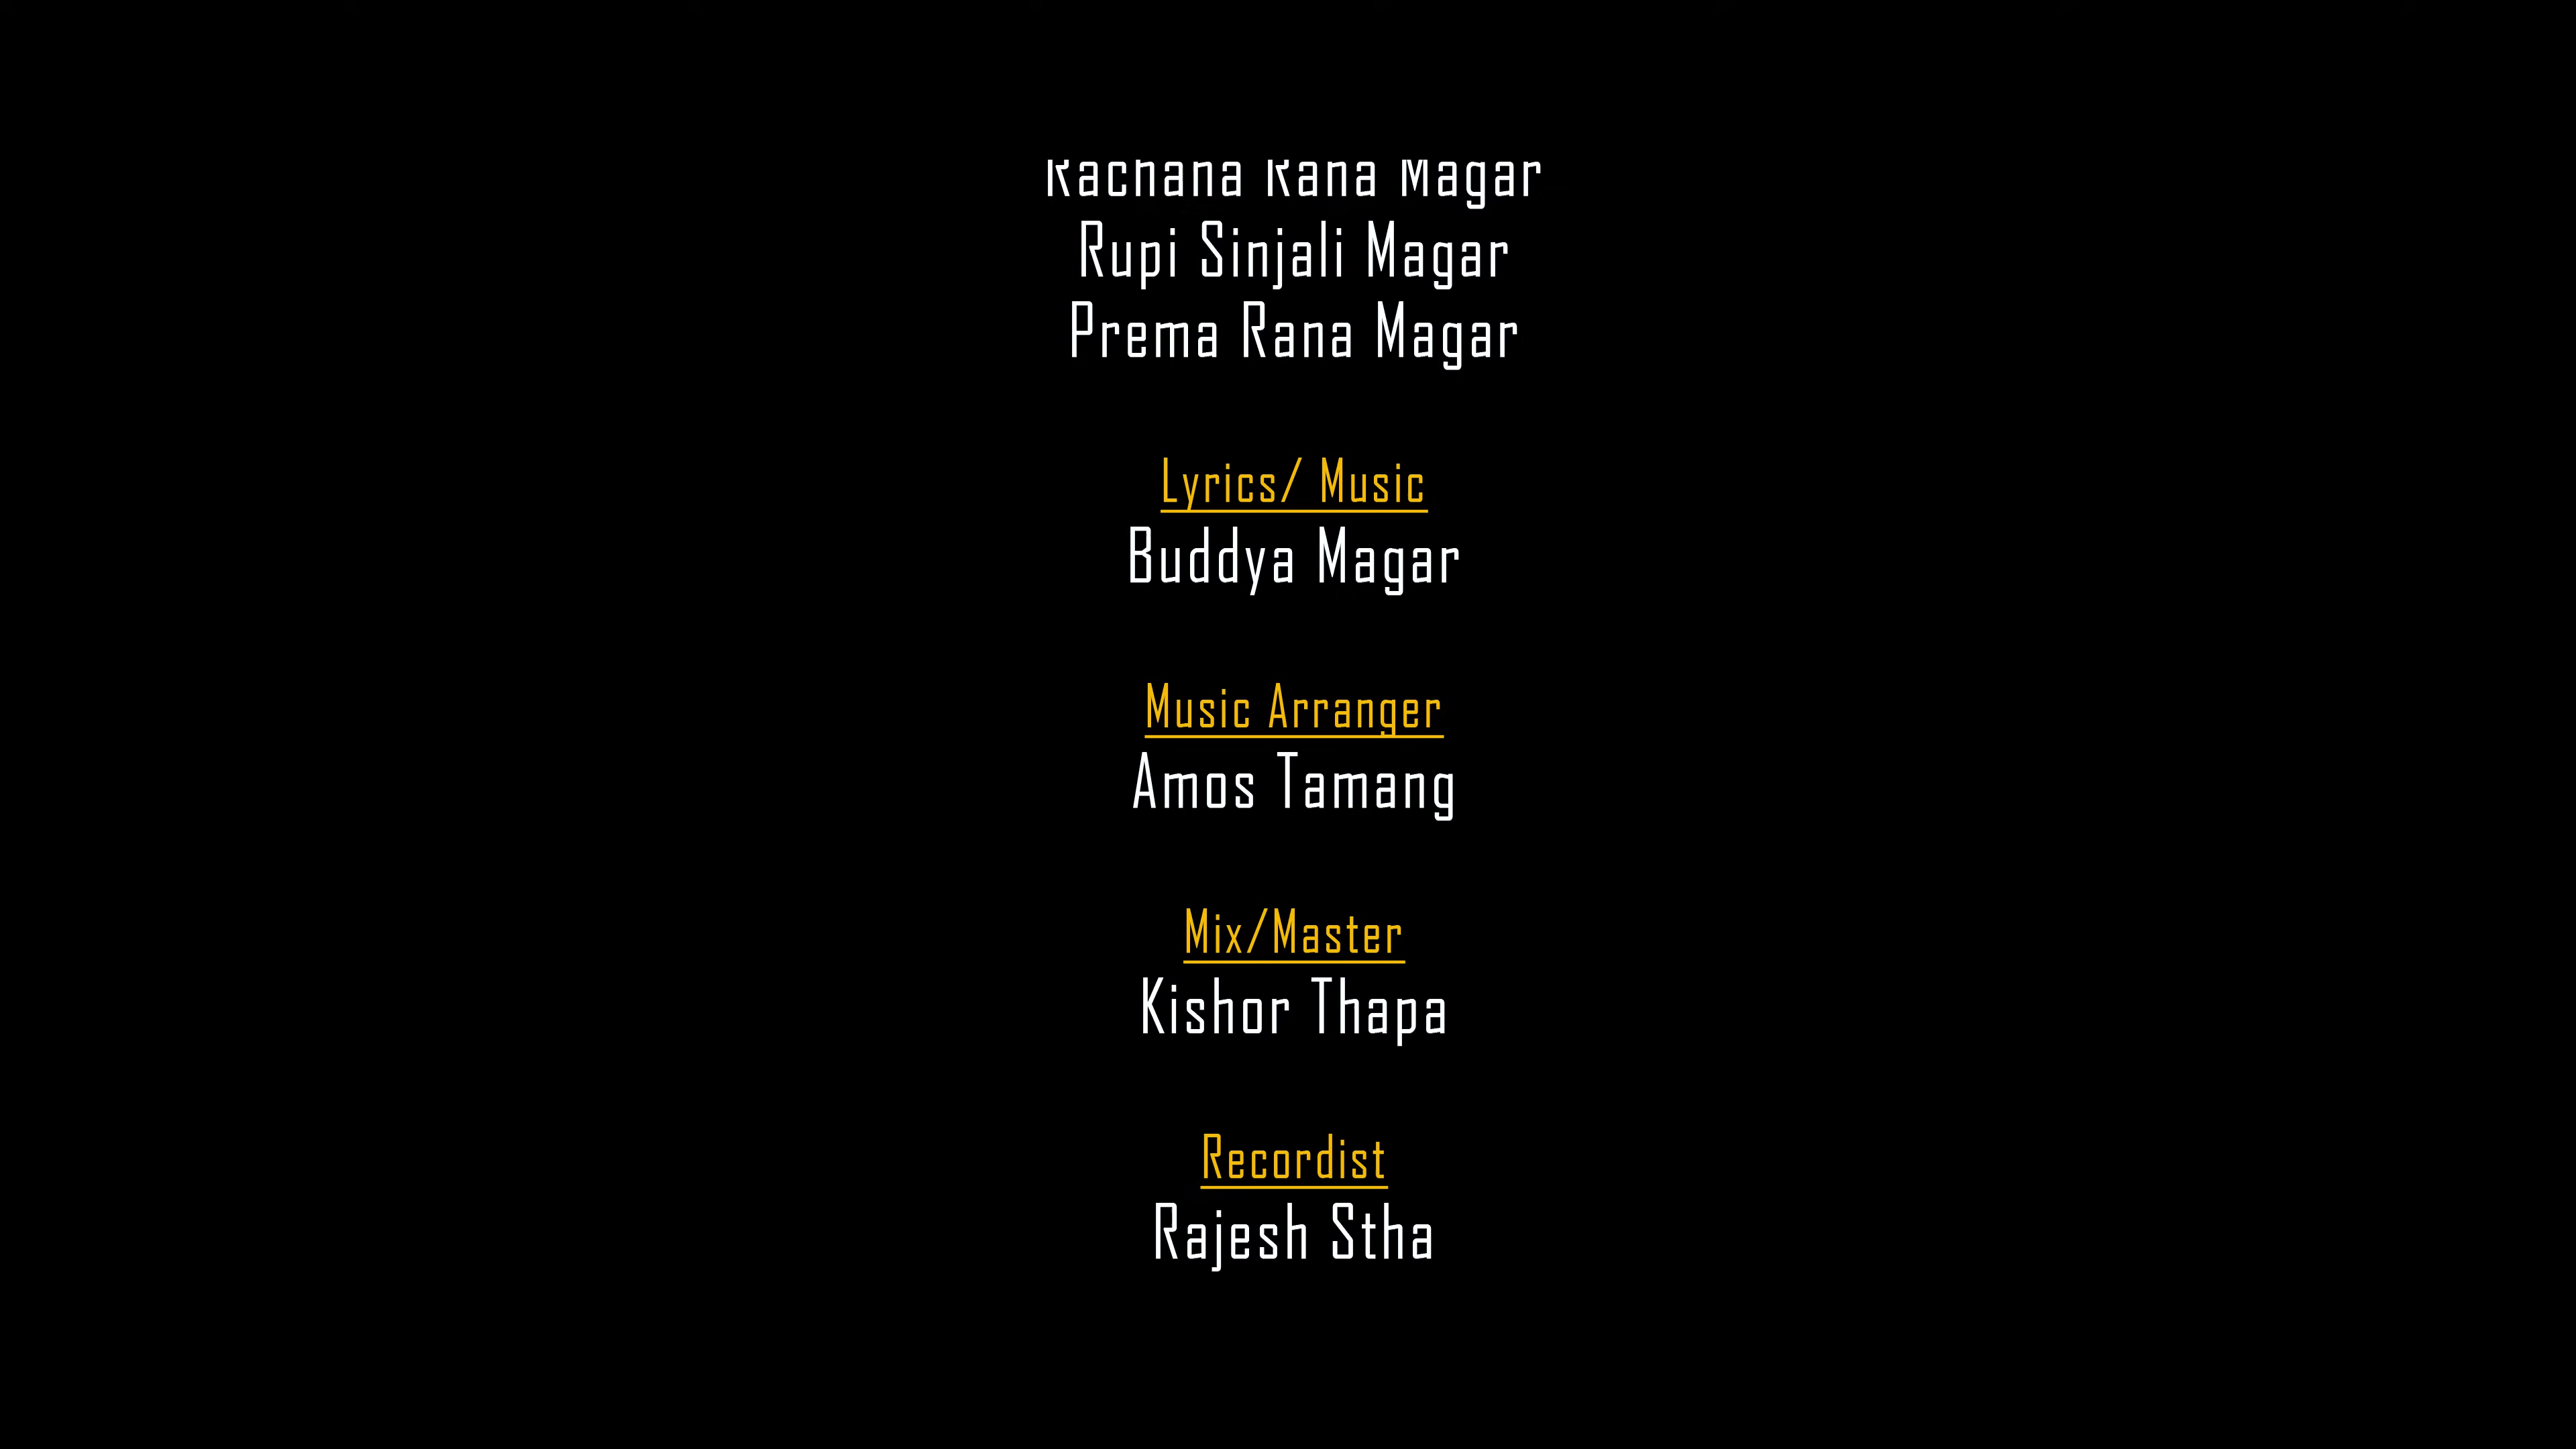 Rachana Rana Magar
Rupi Sinjali Magar
Prema Rana Magar
Lyrics/ Music
Buddya Magar
Music Arranger
Amos Tamang
Mix/Master
Kishor Thapa
Recordist
Rajesh Stha